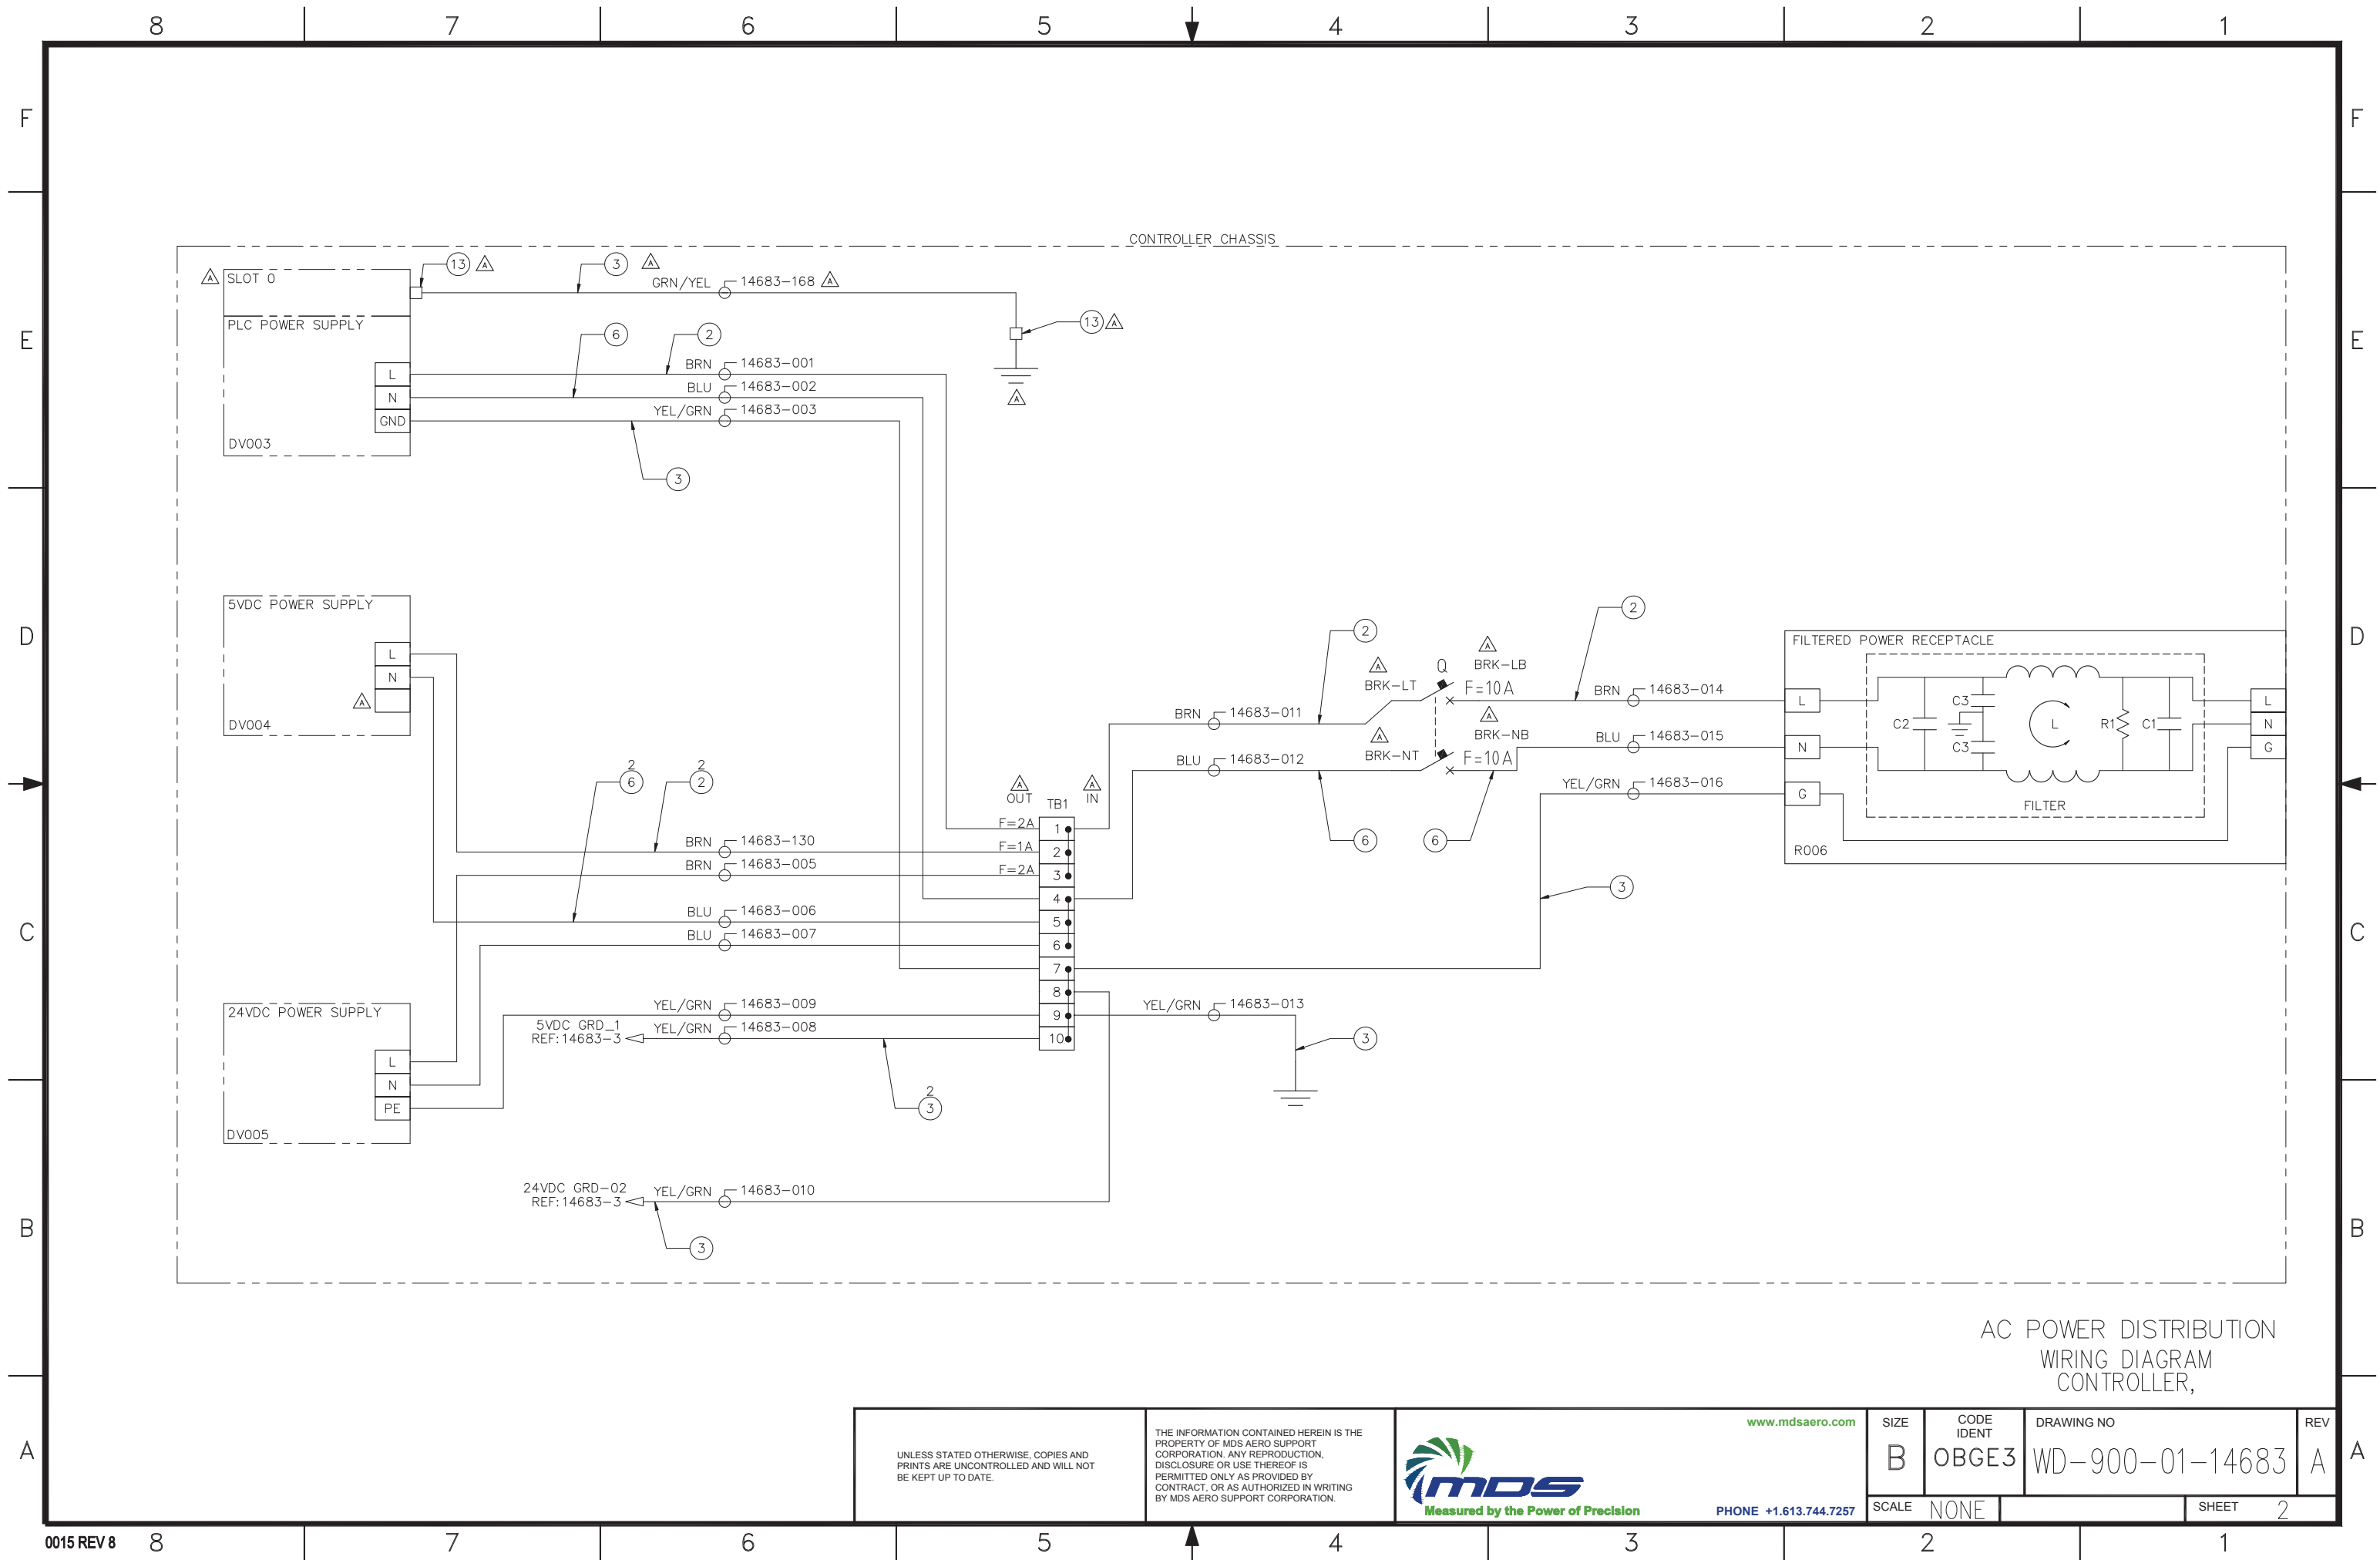 8 7 6 5 4 3 2 1
F F
CONTROLLER CHASSIS
A SLOT 0
13 A
3 A
GRN/YEL 14683-168 A
PLC POWER SUPPLY
6
2
13 A
E E
BRN 14683-001
L
BLU 14683-002
N
A
YEL/GRN 14683-003
GND
DV003
3
5VDC POWER SUPPLY
2
2
D D
A
FILTERED POWER RECEPTACLE
L
A Q BRK-LB
N
BRK-LT F=10A
BRN 14683-014
L
C3
L
A
BRN 14683-011
A
C2
L
R1
C1
N
DV004
A BRK-NB
BLU 14683-015
N
C3
G
BRK-NT F=10A
BLU 14683-012
2
6
2
2
A
OUT
A
IN
YEL/GRN 14683-016
G
TB1
FILTER
F=2A 1
BRN 14683-130
F=1A 2
6
6
R006
BRN 14683-005
F=2A 3
3
4
BLU 14683-006
5
C C
BLU 14683-007
6
7
8
24VDC POWER SUPPLY
YEL/GRN 14683-009
9
YEL/GRN 14683-013
5VDC GRD_1
REF:14683-3
YEL/GRN 14683-008
10
3
L
N
PE
2
3
DV005
24VDC GRD-02
REF:14683-3
YEL/GRN 14683-010
B B
3
AC POWER DISTRIBUTION
WIRING DIAGRAM
CONTROLLER,
A A
UNLESS STATED OTHERWISE, COPIES AND
PRINTS ARE UNCONTROLLED AND WILL NOT
BE KEPT UP TO DATE.
THE INFORMATION CONTAINED HEREIN IS THE
PROPERTY OF MDS AERO SUPPORT
CORPORATION. ANY REPRODUCTION,
DISCLOSURE OR USE THEREOF IS
PERMITTED ONLY AS PROVIDED BY
CONTRACT, OR AS AUTHORIZED IN WRITING
BY MDS AERO SUPPORT CORPORATION.
www.mdsaero.com
mDS
Measured by the Power of Precision
PHONE +1.613.744.7257
SIZE
B
CODE
IDENT
OBGE3
DRAWING NO
WD-900-01-14683
REV
A
SCALE NONE
SHEET 2
0015 REV 8
8 7 6 5 4 3 2 1